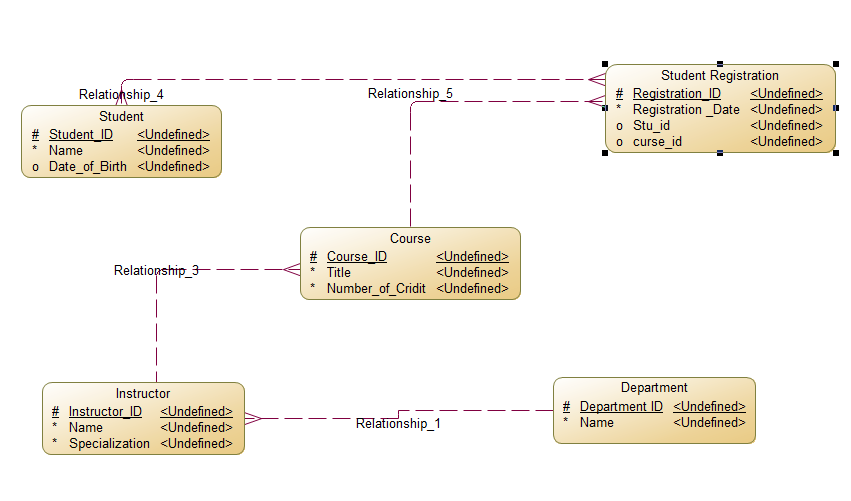 Student Registration
# Registration_ID <Undefined>
* Registration _Date <Undefined>
o Stu_id <Undefined>
o curse_id <Undefined>
Relationship_4
Relationship_5
Student
# Student_ID <Undefined>
* Name <Undefined>
o Date_of_Birth <Undefined>
Course
# Course_ID <Undefined>
* Title <Undefined>
* Number_of_Cridit <Undefined>
Relationship_3
Instructor
# Instructor_ID <Undefined>
* Name <Undefined>
* Specialization <Undefined>
Relationship_1
Department
# Department ID <Undefined>
* Name <Undefined>